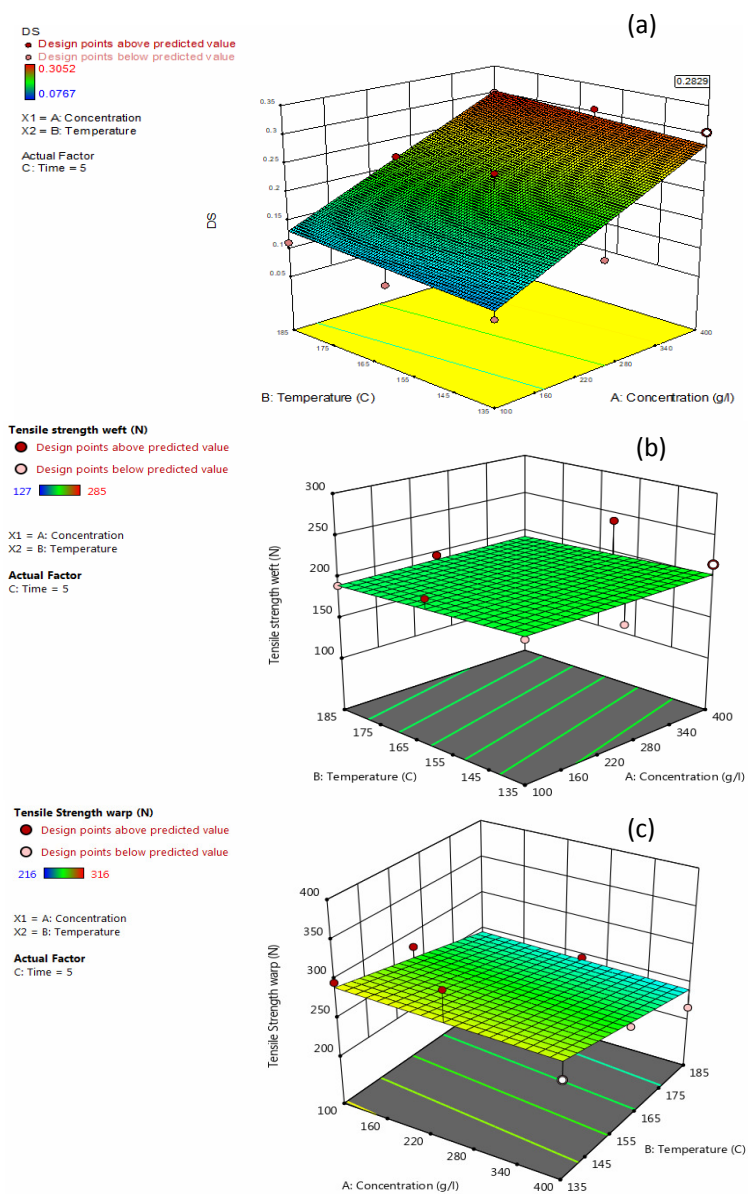 (a)
DS
Design points above predicted value
Design points below predicted value
0.3052
0.0767
X1 = A: Concentration
X2 = B: Temperature
Actual Factor
C: Time = 5
0.2829
0.35
0.3
0.25
0.2
0.15
0.1
0.05
DS
185
175
165
155
145
135
100
160
220
280
340
400
B: Temperature (C)
A: Concentration (g/l)
(b)
Tensile strength weft (N)
Design points above predicted value
Design points below predicted value
127 285
X1 = A: Concentration
X2 = B: Temperature
Actual Factor
C: Time = 5
300
250
200
150
100
Tensile strength weft (N)
185
175
165
155
145
135
100
160
220
280
340
400
B: Temperature (C)
A: Concentration (g/l)
(c)
Tensile Strength warp (N)
Design points above predicted value
Design points below predicted value
216 316
X1 = A: Concentration
X2 = B: Temperature
Actual Factor
C: Time = 5
400
350
300
250
200
Tensile Strength warp (N)
100
160
220
280
340
400
135
145
155
165
175
185
A: Concentration (g/l)
B: Temperature (C)